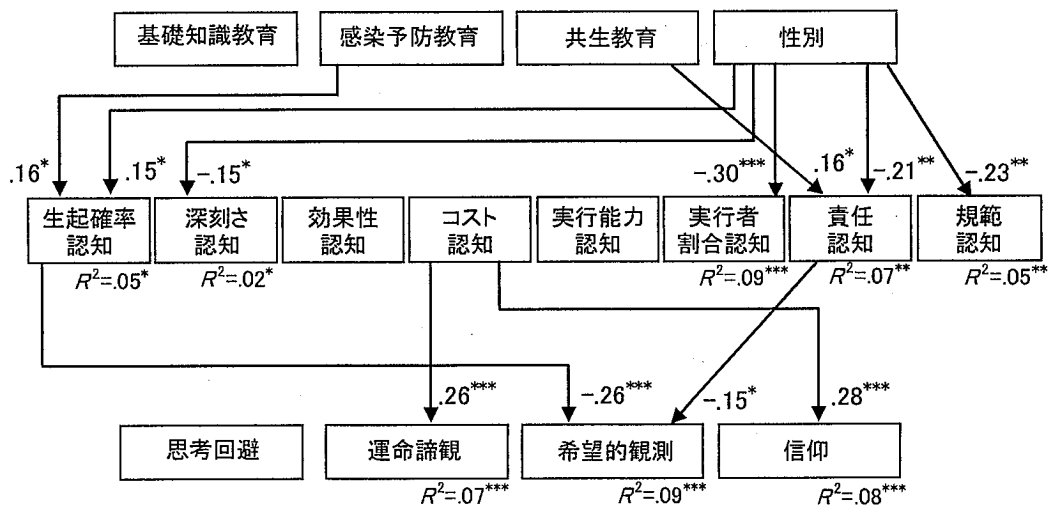 基礎知識教育 感染予防教育 共生教育 性別
.16* .15* -.15* -.30*** .16* -.21** -.23**
生起確率 深刻さ 効果性 コスト 実行能力 実行者 責任 規範
認知 認知 認知 認知 認知 割合認知 認知 認知
R²=.05* R²=.02* R²=.09*** R²=.07** R²=.05**
.26*** -.26*** -.15* .28***
思考回避 運命諦観 希望的観測 信仰
R²=.07*** R²=.09*** R²=.08***